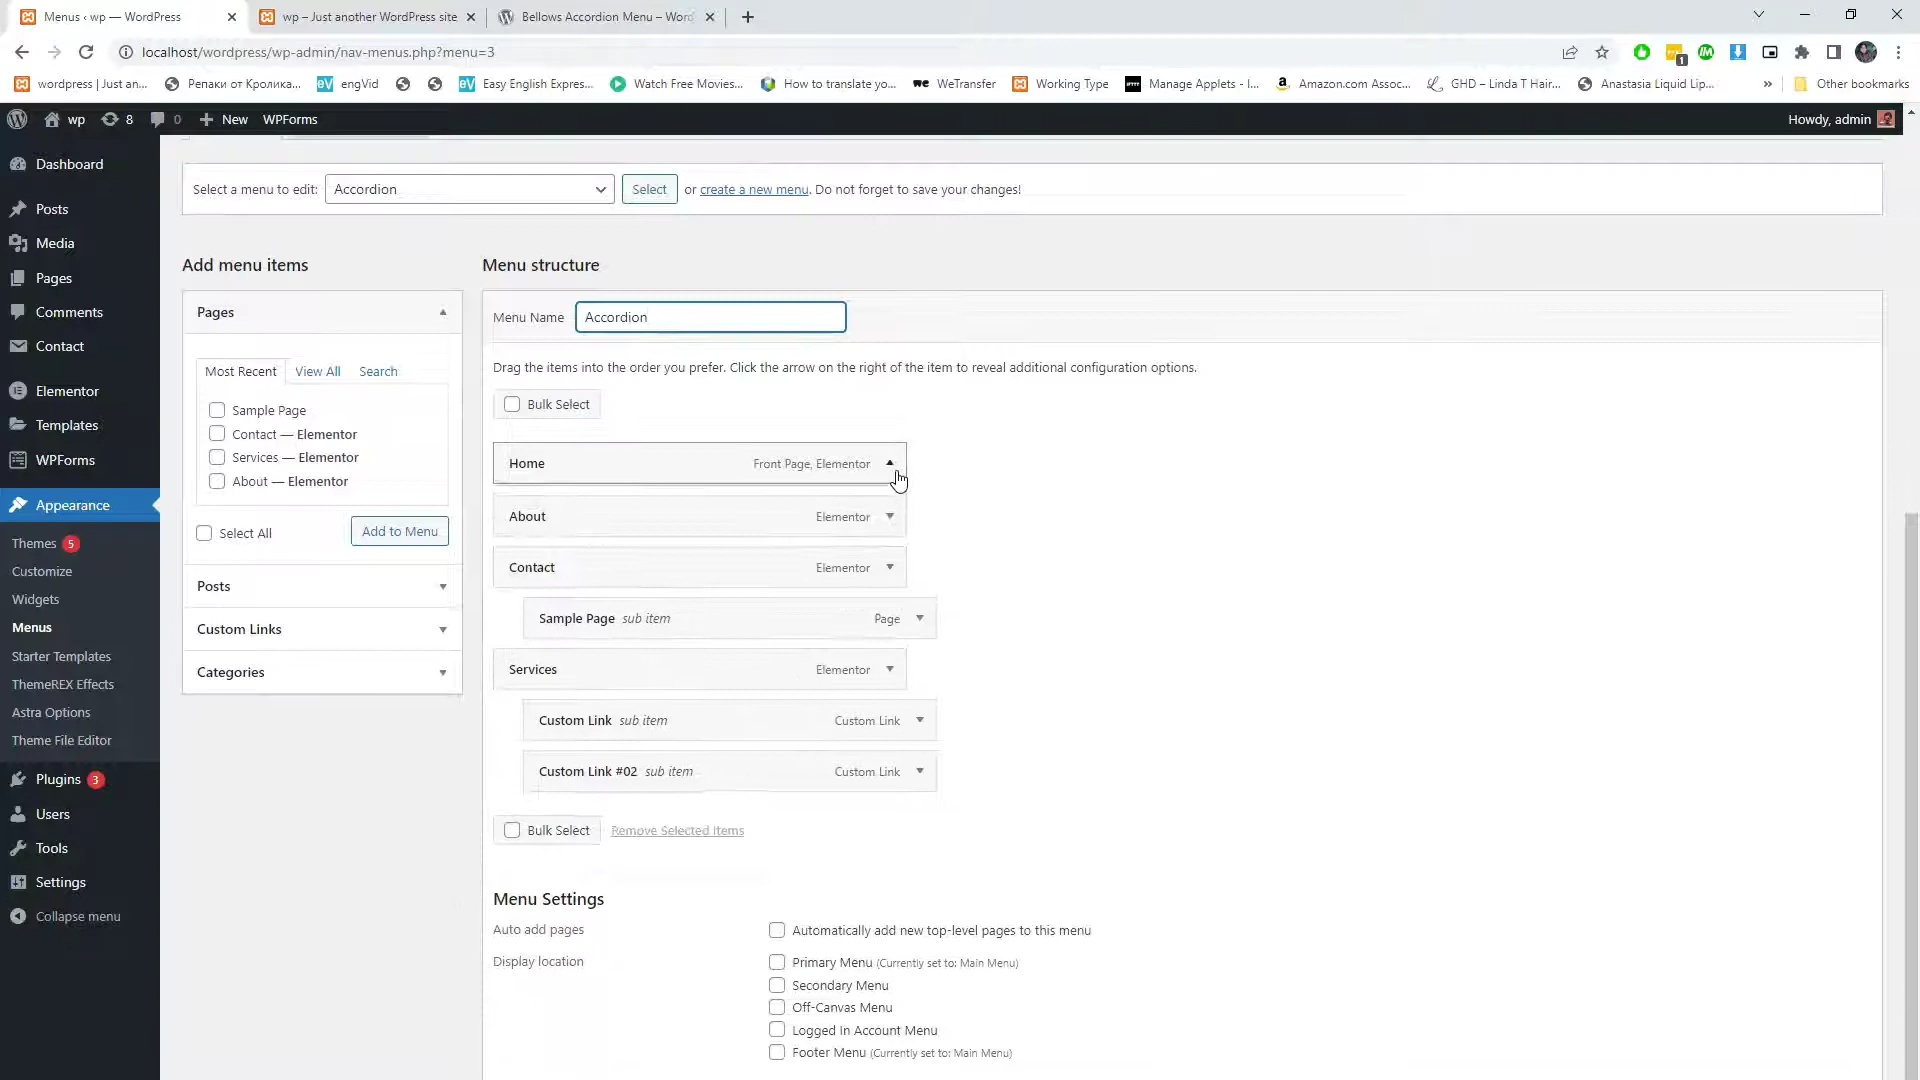 Menus ‹ wp — WordPress
wp – Just another WordPress site
Bellows Accordion Menu – Word
localhost/wordpress/wp-admin/nav-menus.php?menu=3
1
wordpress | Just an...
Репаки от Кролика...
eV
engVid
eV
Easy English Expres...
Watch Free Movies...
How to translate yo...
we
WeTransfer
Working Type
IFTTT
Manage Applets - I...
a
Amazon.com Assoc...
GHD – Linda T Hair...
Anastasia Liquid Lip...
»
Other bookmarks
wp
8
0
New
WPForms
Howdy, admin
Dashboard
Posts
Media
Pages
Comments
Contact
Elementor
Templates
WPForms
Appearance
Themes 5
Customize
Widgets
Menus
Starter Templates
ThemeREX Effects
Astra Options
Theme File Editor
Plugins 3
Users
Tools
Settings
Collapse menu
Select a menu to edit: Accordion Select or create a new menu. Do not forget to save your changes!
Add menu items
Pages
Most Recent View All Search
Sample Page
Contact — Elementor
Services — Elementor
About — Elementor
Select All Add to Menu
Posts
Custom Links
Categories
Menu structure
Menu Name Accordion
Drag the items into the order you prefer. Click the arrow on the right of the item to reveal additional configuration options.
Bulk Select
Home Front Page, Elementor
About Elementor
Contact Elementor
Sample Page sub item Page
Services Elementor
Custom Link sub item Custom Link
Custom Link #02 sub item Custom Link
Bulk Select Remove Selected Items
Menu Settings
Auto add pages Automatically add new top-level pages to this menu
Display location Primary Menu (Currently set to: Main Menu)
Secondary Menu
Off-Canvas Menu
Logged In Account Menu
Footer Menu (Currently set to: Main Menu)